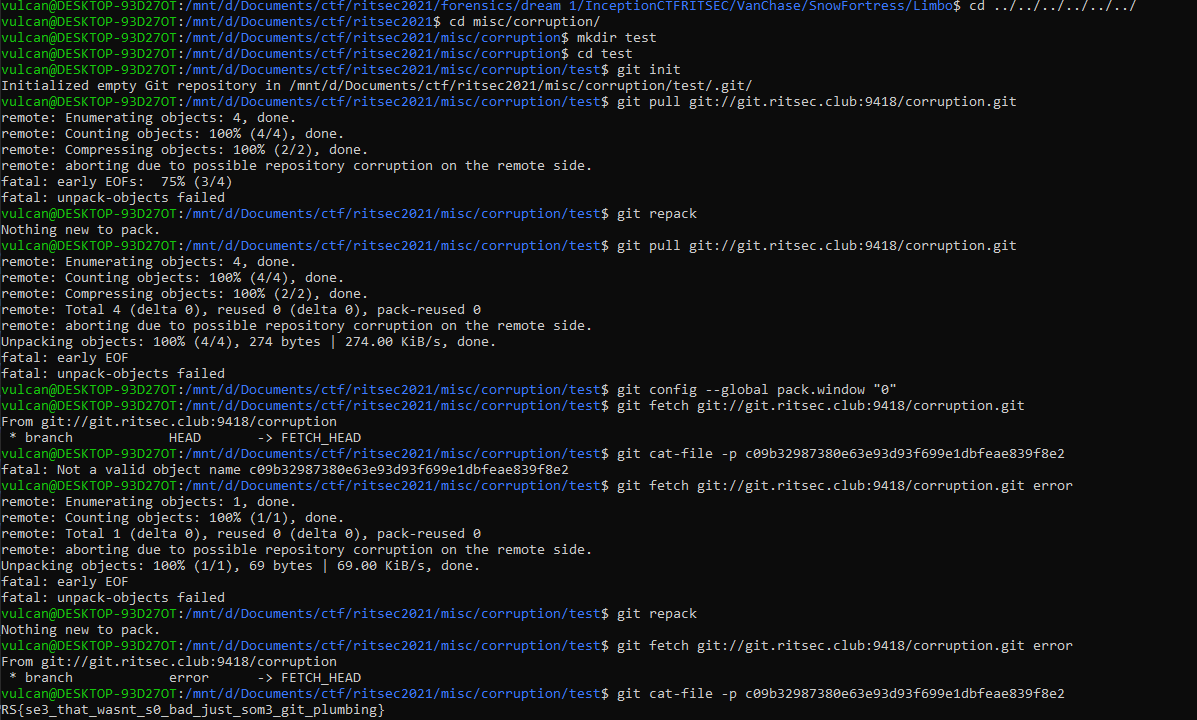 vulcan@DESKTOP-93D27OT:/mnt/d/Documents/ctf/ritsec2021/forensics/dream 1/InceptionCTFRITSEC/VanChase/SnowFortress/Limbo$ cd ../../../../../../
vulcan@DESKTOP-93D27OT:/mnt/d/Documents/ctf/ritsec2021$ cd misc/corruption/
vulcan@DESKTOP-93D27OT:/mnt/d/Documents/ctf/ritsec2021/misc/corruption$ mkdir test
vulcan@DESKTOP-93D27OT:/mnt/d/Documents/ctf/ritsec2021/misc/corruption$ cd test
vulcan@DESKTOP-93D27OT:/mnt/d/Documents/ctf/ritsec2021/misc/corruption/test$ git init
Initialized empty Git repository in /mnt/d/Documents/ctf/ritsec2021/misc/corruption/test/.git/
vulcan@DESKTOP-93D27OT:/mnt/d/Documents/ctf/ritsec2021/misc/corruption/test$ git pull git://git.ritsec.club:9418/corruption.git
remote: Enumerating objects: 4, done.
remote: Counting objects: 100% (4/4), done.
remote: Compressing objects: 100% (2/2), done.
remote: aborting due to possible repository corruption on the remote side.
fatal: early EOFs:  75% (3/4)
fatal: unpack-objects failed
vulcan@DESKTOP-93D27OT:/mnt/d/Documents/ctf/ritsec2021/misc/corruption/test$ git repack
Nothing new to pack.
vulcan@DESKTOP-93D27OT:/mnt/d/Documents/ctf/ritsec2021/misc/corruption/test$ git pull git://git.ritsec.club:9418/corruption.git
remote: Enumerating objects: 4, done.
remote: Counting objects: 100% (4/4), done.
remote: Compressing objects: 100% (2/2), done.
remote: Total 4 (delta 0), reused 0 (delta 0), pack-reused 0
remote: aborting due to possible repository corruption on the remote side.
Unpacking objects: 100% (4/4), 274 bytes | 274.00 KiB/s, done.
fatal: early EOF
fatal: unpack-objects failed
vulcan@DESKTOP-93D27OT:/mnt/d/Documents/ctf/ritsec2021/misc/corruption/test$ git config --global pack.window "0"
vulcan@DESKTOP-93D27OT:/mnt/d/Documents/ctf/ritsec2021/misc/corruption/test$ git fetch git://git.ritsec.club:9418/corruption.git
From git://git.ritsec.club:9418/corruption
 * branch            HEAD       -> FETCH_HEAD
vulcan@DESKTOP-93D27OT:/mnt/d/Documents/ctf/ritsec2021/misc/corruption/test$ git cat-file -p c09b32987380e63e93d93f699e1dbfeae839f8e2
fatal: Not a valid object name c09b32987380e63e93d93f699e1dbfeae839f8e2
vulcan@DESKTOP-93D27OT:/mnt/d/Documents/ctf/ritsec2021/misc/corruption/test$ git fetch git://git.ritsec.club:9418/corruption.git error
remote: Enumerating objects: 1, done.
remote: Counting objects: 100% (1/1), done.
remote: Total 1 (delta 0), reused 0 (delta 0), pack-reused 0
remote: aborting due to possible repository corruption on the remote side.
Unpacking objects: 100% (1/1), 69 bytes | 69.00 KiB/s, done.
fatal: early EOF
fatal: unpack-objects failed
vulcan@DESKTOP-93D27OT:/mnt/d/Documents/ctf/ritsec2021/misc/corruption/test$ git repack
Nothing new to pack.
vulcan@DESKTOP-93D27OT:/mnt/d/Documents/ctf/ritsec2021/misc/corruption/test$ git fetch git://git.ritsec.club:9418/corruption.git error
From git://git.ritsec.club:9418/corruption
 * branch            error      -> FETCH_HEAD
vulcan@DESKTOP-93D27OT:/mnt/d/Documents/ctf/ritsec2021/misc/corruption/test$ git cat-file -p c09b32987380e63e93d93f699e1dbfeae839f8e2
RS{se3_that_wasnt_s0_bad_just_som3_git_plumbing}